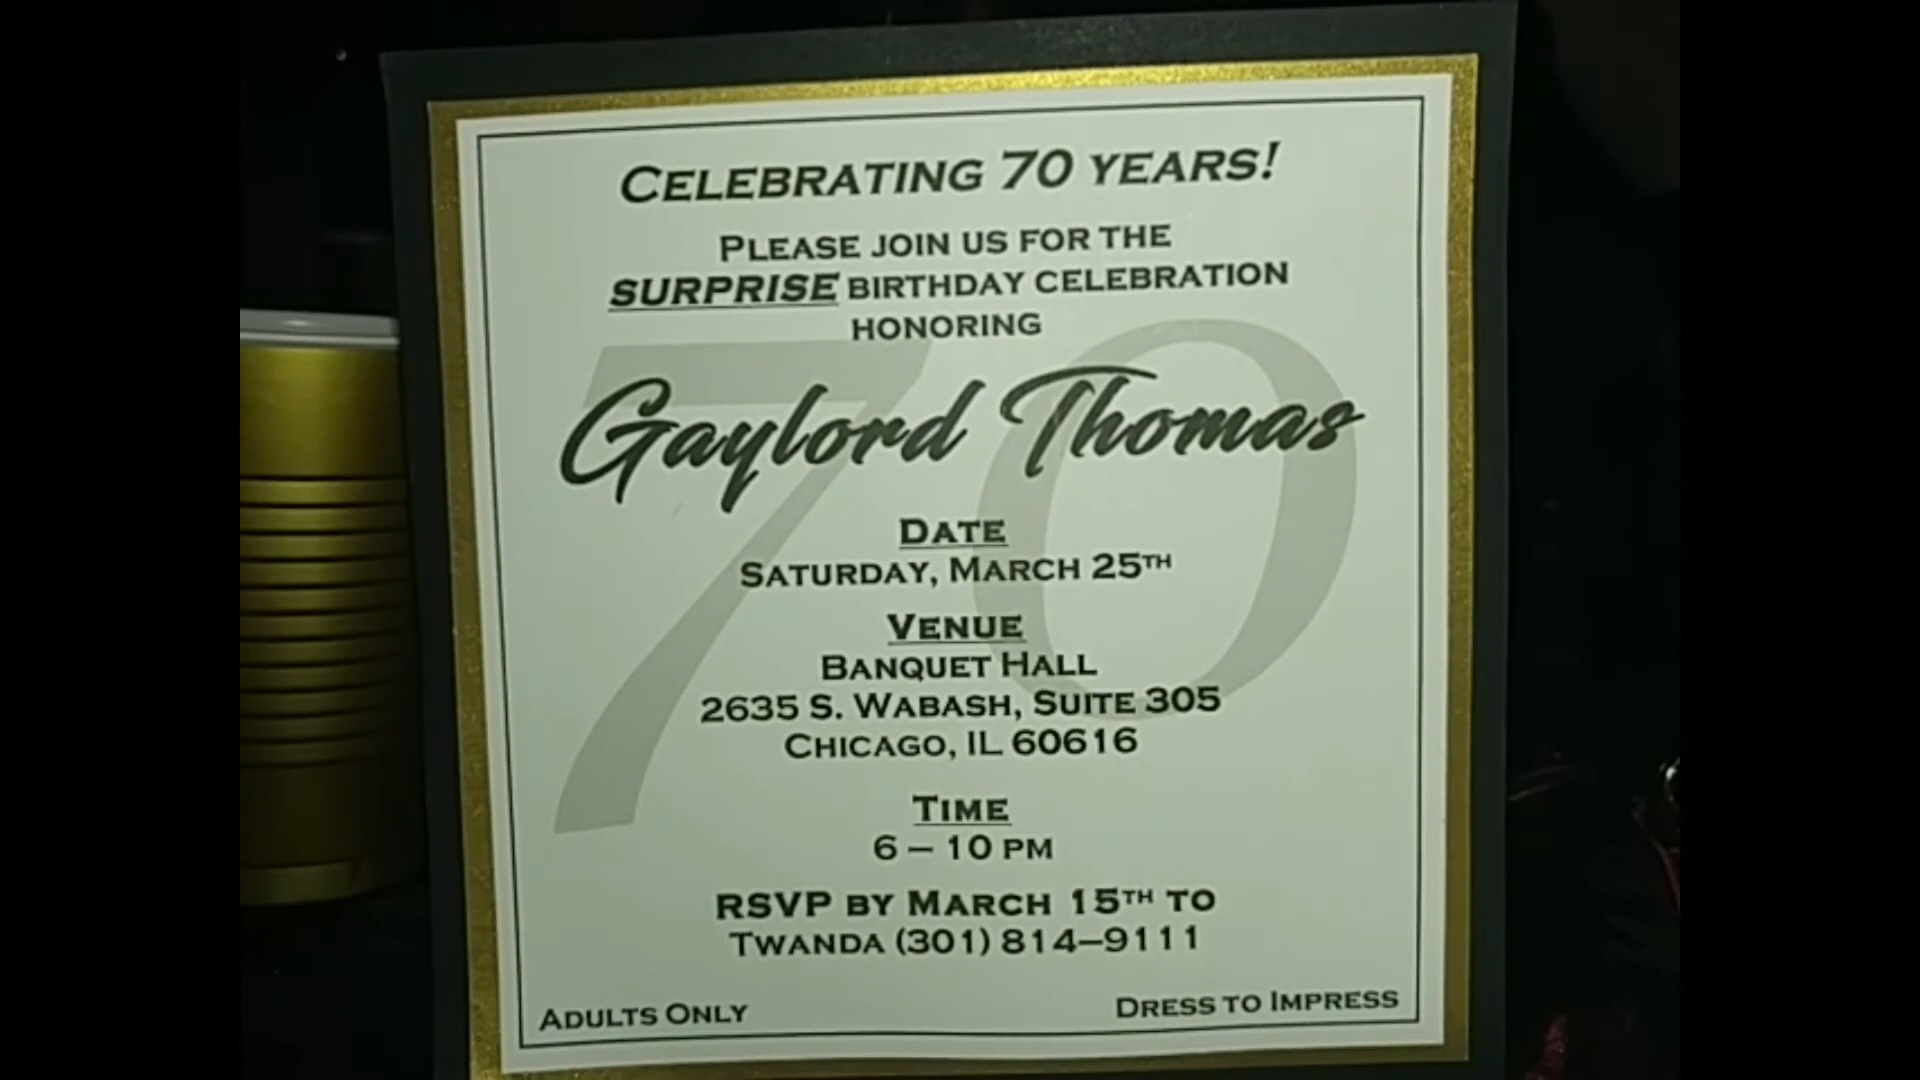 CELEBRATING 70 YEARS!
PLEASE JOIN US FOR THE
SURPRISE BIRTHDAY CELEBRATION
HONORING
70
Gaylord Thomas
DATE
SATURDAY, MARCH 25TH
VENUE
BANQUET HALL
2635 S. WABASH, SUITE 305
CHICAGO, IL 60616
TIME
6 – 10 PM
RSVP BY MARCH 15TH TO
TWANDA (301) 814–9111
ADULTS ONLY
DRESS TO IMPRESS